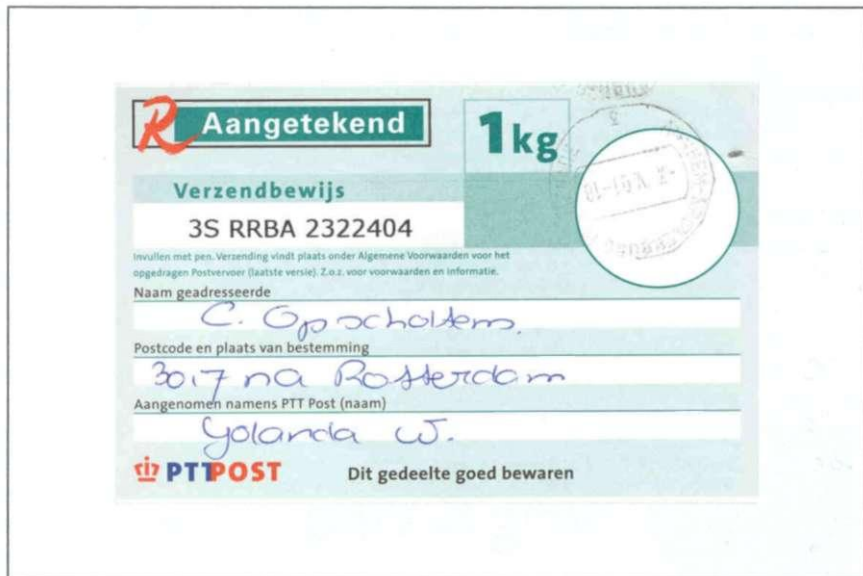 R Aangetekend
1kg
Verzendbewijs
3S RRBA 2322404
Invullen met pen. Verzending vindt plaats onder Algemene Voorwaarden voor het
opgedragen Postvervoer (laatste versie). Z.o.z. voor voorwaarden en informatie.
Naam geadresseerde
C. Opscholtens.
Postcode en plaats van bestemming
3017 na Rotterdam
Aangenomen namens PTT Post (naam)
Yolanda W.
PTTPOST
Dit gedeelte goed bewaren